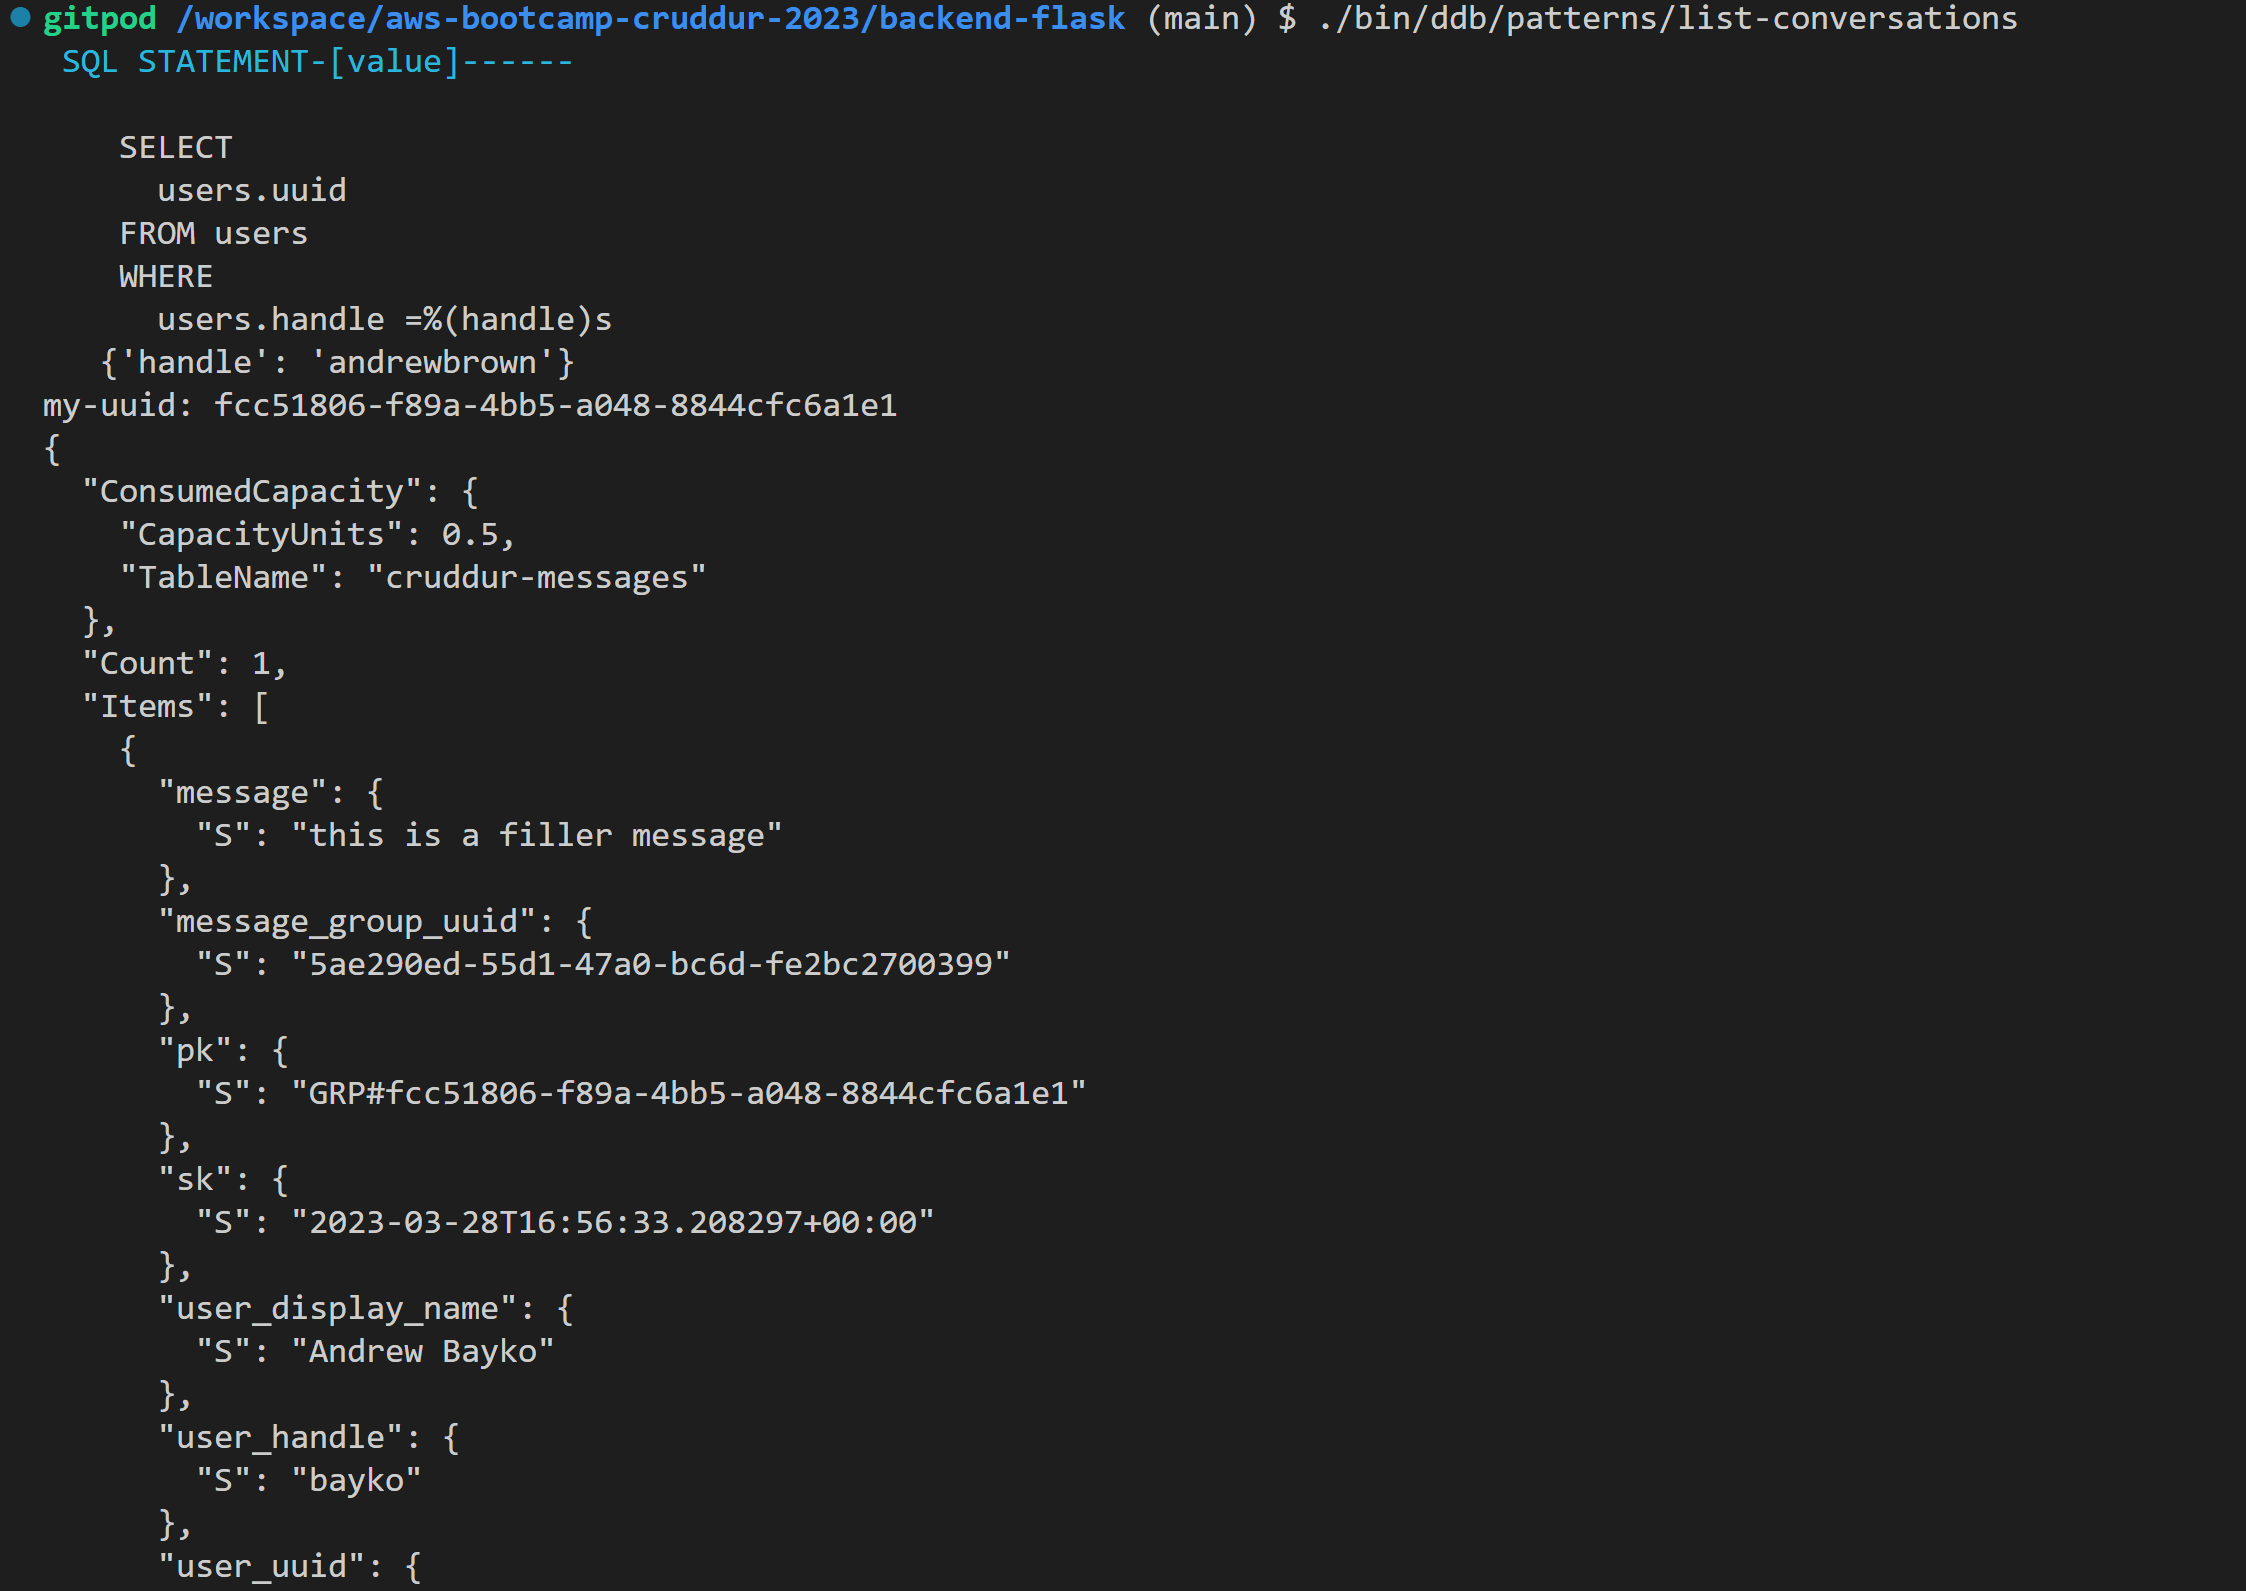 gitpod /workspace/aws-bootcamp-cruddur-2023/backend-flask (main) $ ./bin/ddb/patterns/list-conversations
 SQL STATEMENT-[value]------

    SELECT
      users.uuid
    FROM users
    WHERE
      users.handle =%(handle)s
   {'handle': 'andrewbrown'}
my-uuid: fcc51806-f89a-4bb5-a048-8844cfc6a1e1
{
  "ConsumedCapacity": {
    "CapacityUnits": 0.5,
    "TableName": "cruddur-messages"
  },
  "Count": 1,
  "Items": [
    {
      "message": {
        "S": "this is a filler message"
      },
      "message_group_uuid": {
        "S": "5ae290ed-55d1-47a0-bc6d-fe2bc2700399"
      },
      "pk": {
        "S": "GRP#fcc51806-f89a-4bb5-a048-8844cfc6a1e1"
      },
      "sk": {
        "S": "2023-03-28T16:56:33.208297+00:00"
      },
      "user_display_name": {
        "S": "Andrew Bayko"
      },
      "user_handle": {
        "S": "bayko"
      },
      "user_uuid": {